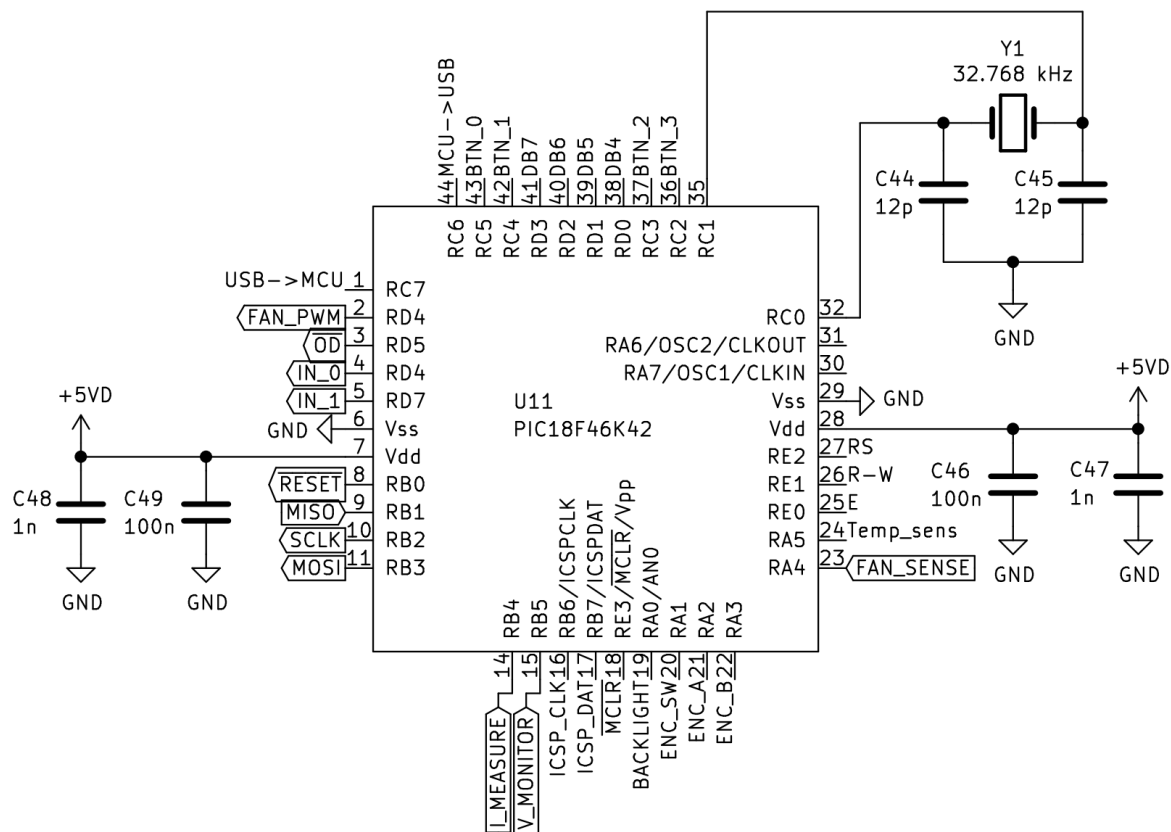 Y1
32.768 kHz
C44
12p
C45
12p
GND
44 MCU->USB
43 BTN_0
42 BTN_1
41 DB7
40 DB6
39 DB5
38 DB4
37 BTN_2
36 BTN_3
35
RC6
RC5
RC4
RD3
RD2
RD1
RD0
RC3
RC2
RC1
USB->MCU 1 RC7
FAN_PWM 2 RD4
OD 3 RD5
IN_0 4 RD4
IN_1 5 RD7
GND 6 Vss
7 Vdd
RESET 8 RB0
MISO 9 RB1
SCLK 10 RB2
MOSI 11 RB3
+5VD
C48
1n
GND
C49
100n
GND
U11
PIC18F46K42
RC0 32
RA6/OSC2/CLKOUT 31
RA7/OSC1/CLKIN 30
Vss 29 GND
Vdd 28
RE2 27 RS
RE1 26 R-W
RE0 25 E
RA5 24 Temp_sens
RA4 23 FAN_SENSE
+5VD
C46
100n
GND
C47
1n
GND
RB4
RB5
RB6/ICSPCLK
RB7/ICSPDAT
RE3/MCLR/Vpp
RA0/AN0
RA1
RA2
RA3
I_MEASURE 14
V_MONITOR 15
ICSP_CLK 16
ICSP_DAT 17
MCLR 18
BACKLIGHT 19
ENC_SW 20
ENC_A 21
ENC_B 22